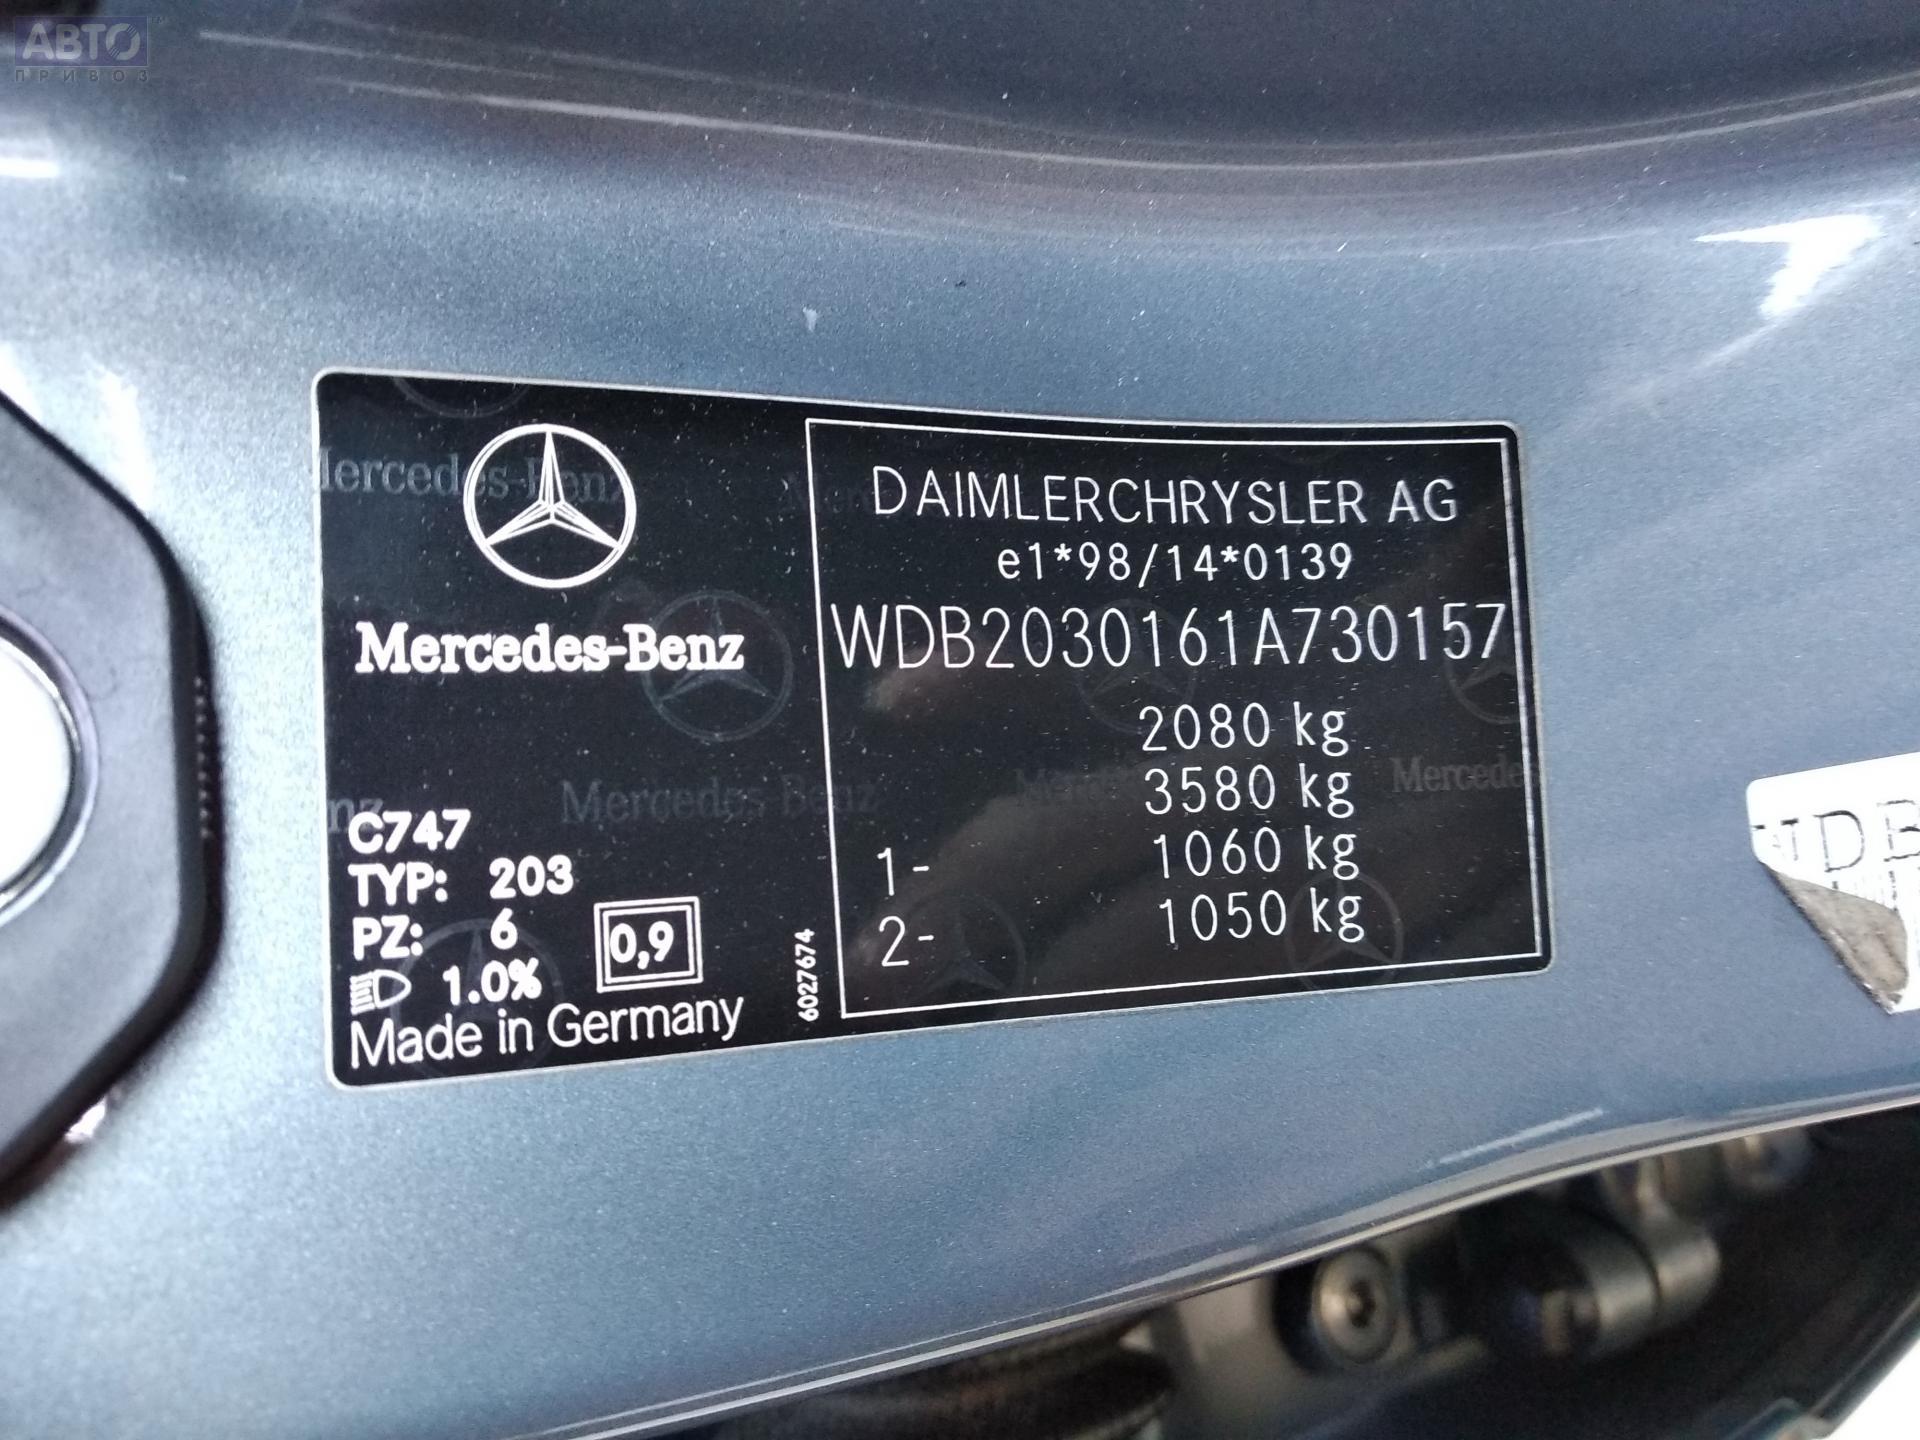 АВТО
ПРИВОЗ
Mercedes-Benz
DAIMLERCHRYSLER AG
e1*98/14*0139
WDB2030161A730157
2080 kg
3580 kg
1- 1060 kg
2- 1050 kg
C747
TYP: 203
PZ: 6
1.0% 0,9
Made in Germany
6027674
WDB